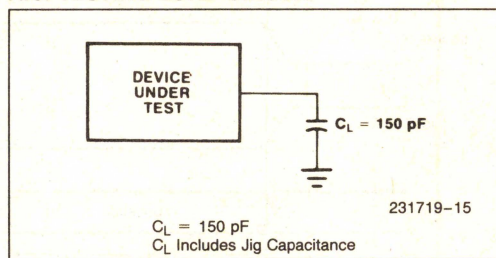 DEVICE
UNDER
TEST
C_L = 150 pF
231719-15
C_L = 150 pF
C_L Includes Jig Capacitance